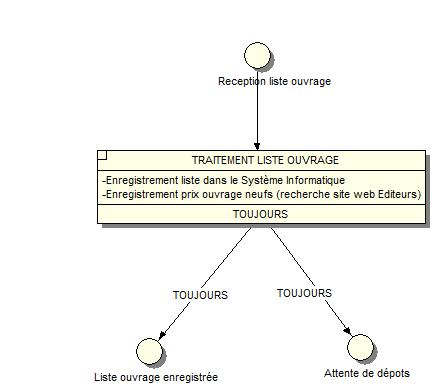 Reception liste ouvrage
TRAITEMENT LISTE OUVRAGE
-Enregistrement liste dans le Système Informatique
-Enregistrement prix ouvrage neufs (recherche site web Editeurs)
TOUJOURS
TOUJOURS
TOUJOURS
Liste ouvrage enregistrée
Attente de dépots